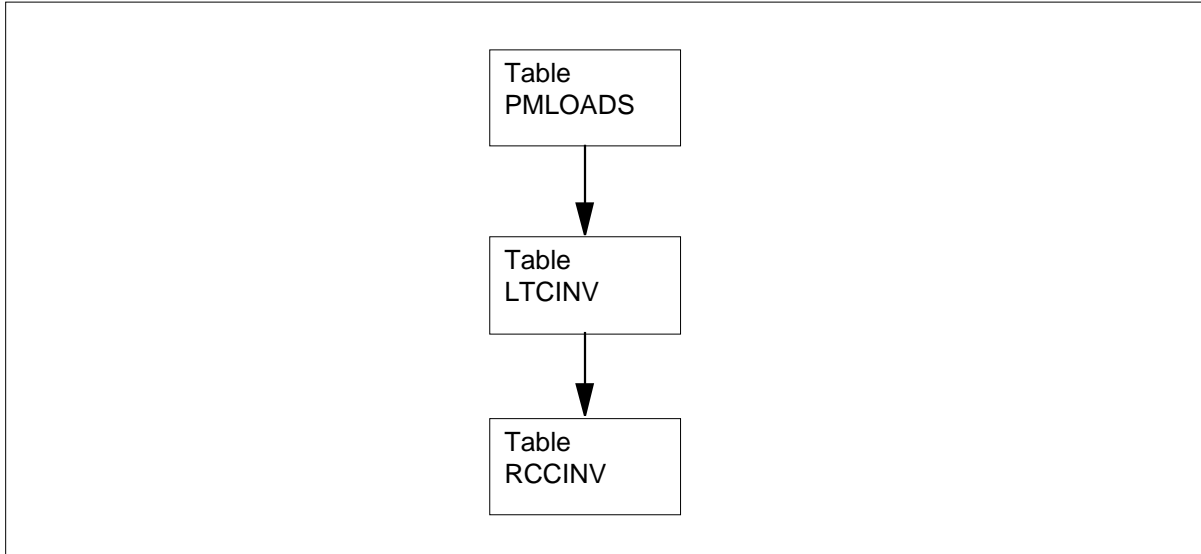 Table
PMLOADS
Table
LTCINV
Table
RCCINV